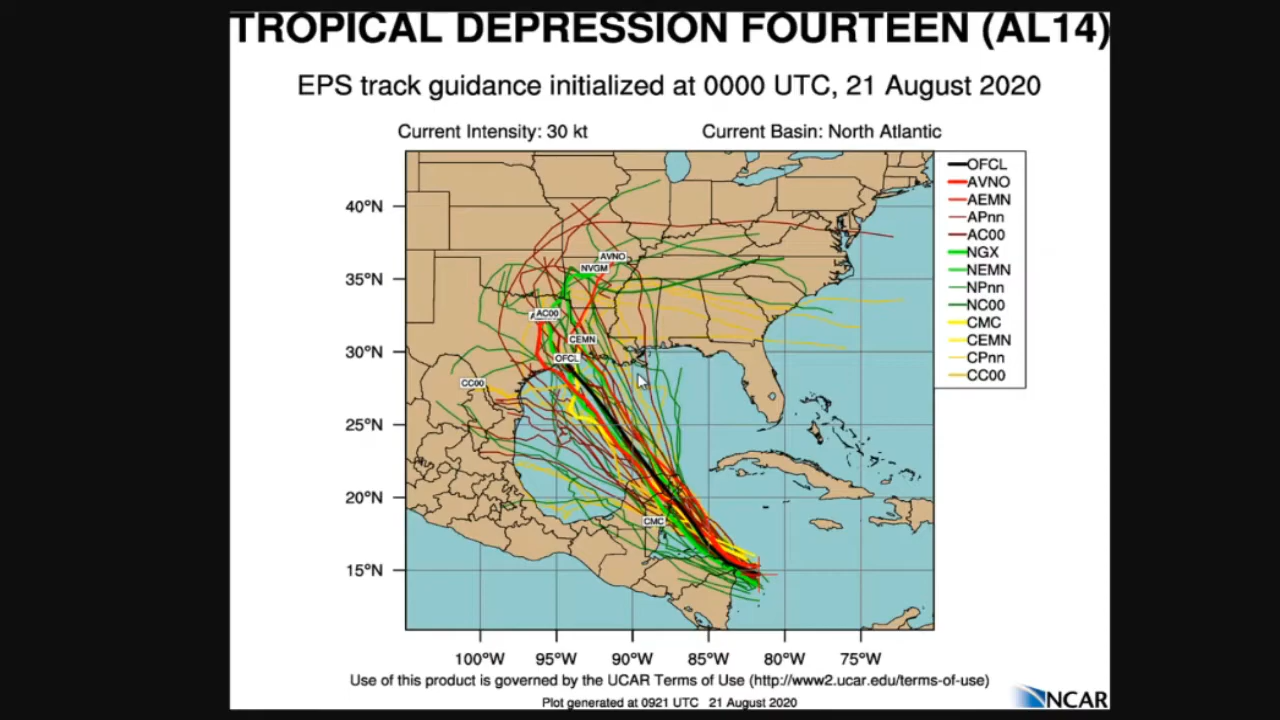 TROPICAL DEPRESSION FOURTEEN (AL14)
EPS track guidance initialized at 0000 UTC, 21 August 2020
Current Intensity: 30 kt
Current Basin: North Atlantic
OFCL
AVNO
AEMN
APnn
AC00
NGX
NEMN
NPnn
NC00
CMC
CEMN
CPnn
CC00
40°N
35°N
30°N
25°N
20°N
15°N
AVNO
NVGM
AC00
CEMN
OFCL
CC00
CMC
100°W 95°W 90°W 85°W 80°W 75°W
Use of this product is governed by the UCAR Terms of Use (http://www2.ucar.edu/terms-of-use)
Plot generated at 0921 UTC 21 August 2020
NCAR